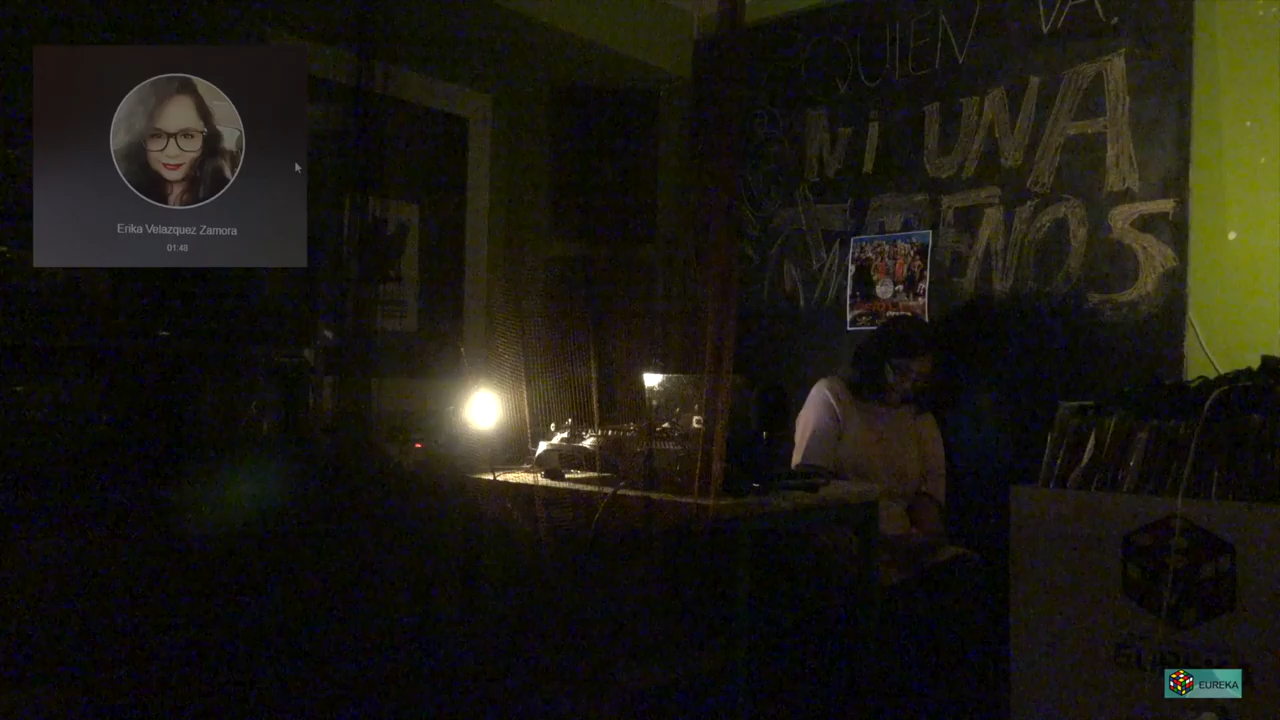 Erika Velazquez Zamora
01:48
QUIEN VA.
NI UNA
MENOS
EUREKA